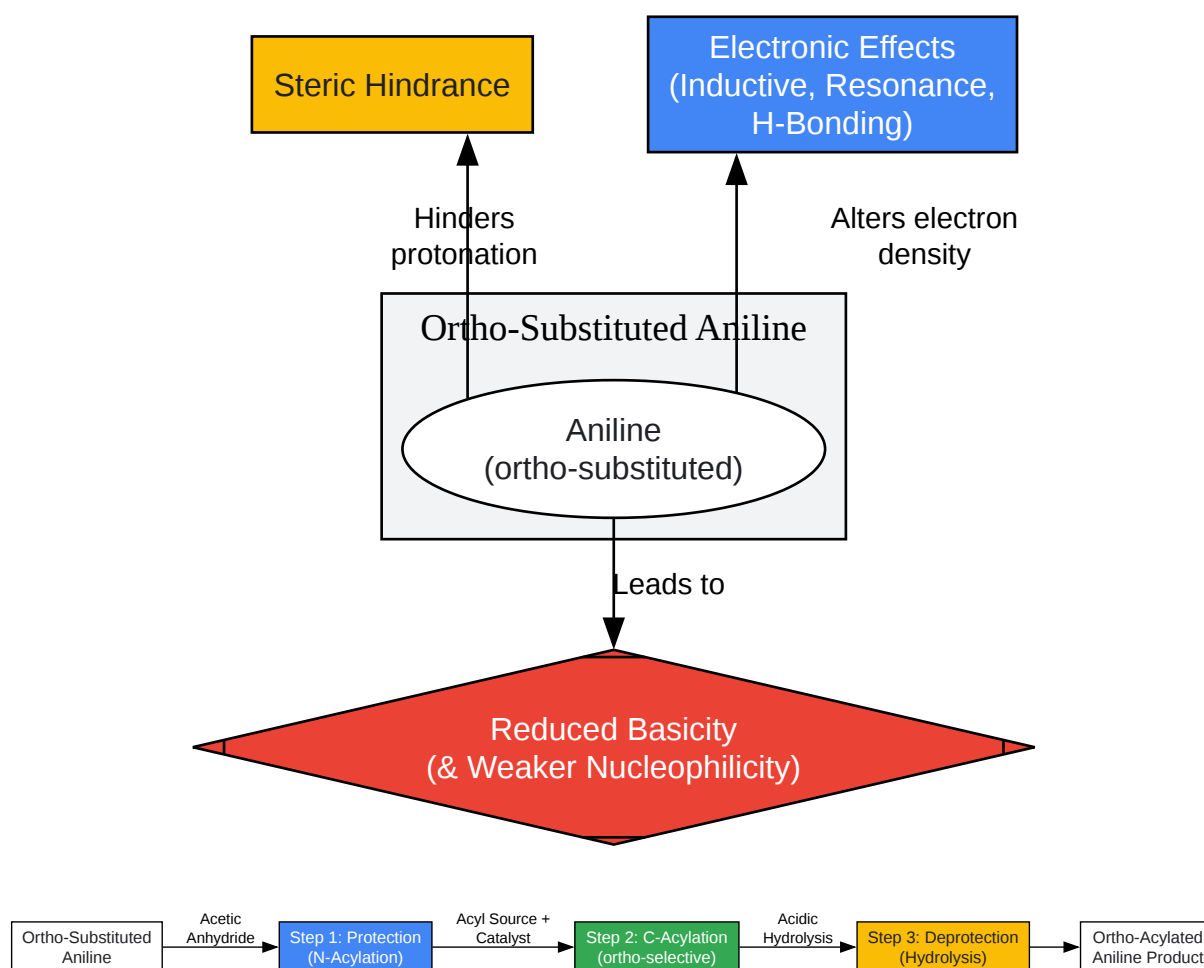 Steric Hindrance
Electronic Effects
(Inductive, Resonance,
H-Bonding)
Hinders
protonation
Alters electron
density
Ortho-Substituted Aniline
Aniline
(ortho-substituted)
Leads to
Reduced Basicity
(& Weaker Nucleophilicity)
Ortho-Substituted
Aniline
Acetic
Anhydride
Step 1: Protection
(N-Acylation)
Acyl Source +
Catalyst
Step 2: C-Acylation
(ortho-selective)
Acidic
Hydrolysis
Step 3: Deprotection
(Hydrolysis)
Ortho-Acylated
Aniline Product